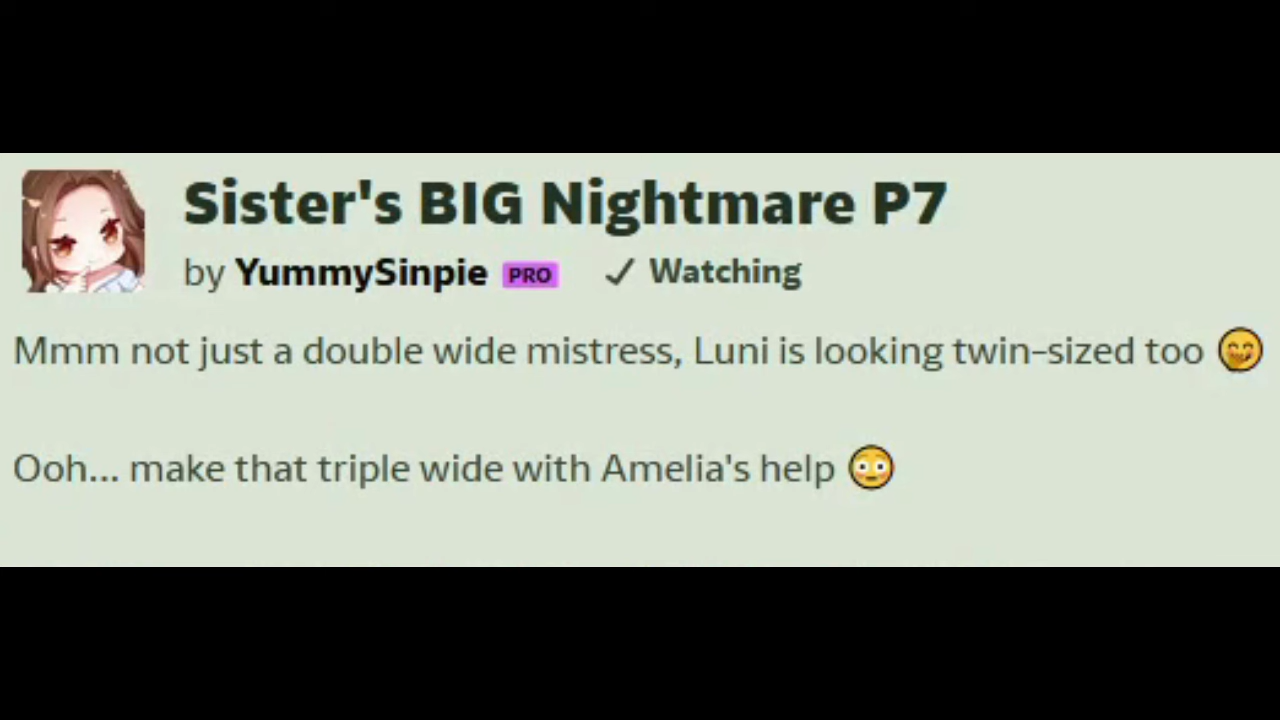 Sister's BIG Nightmare P7
by YummySinpie PRO ✓ Watching
Mmm not just a double wide mistress, Luni is looking twin-sized too 🤭
Ooh... make that triple wide with Amelia's help 😳